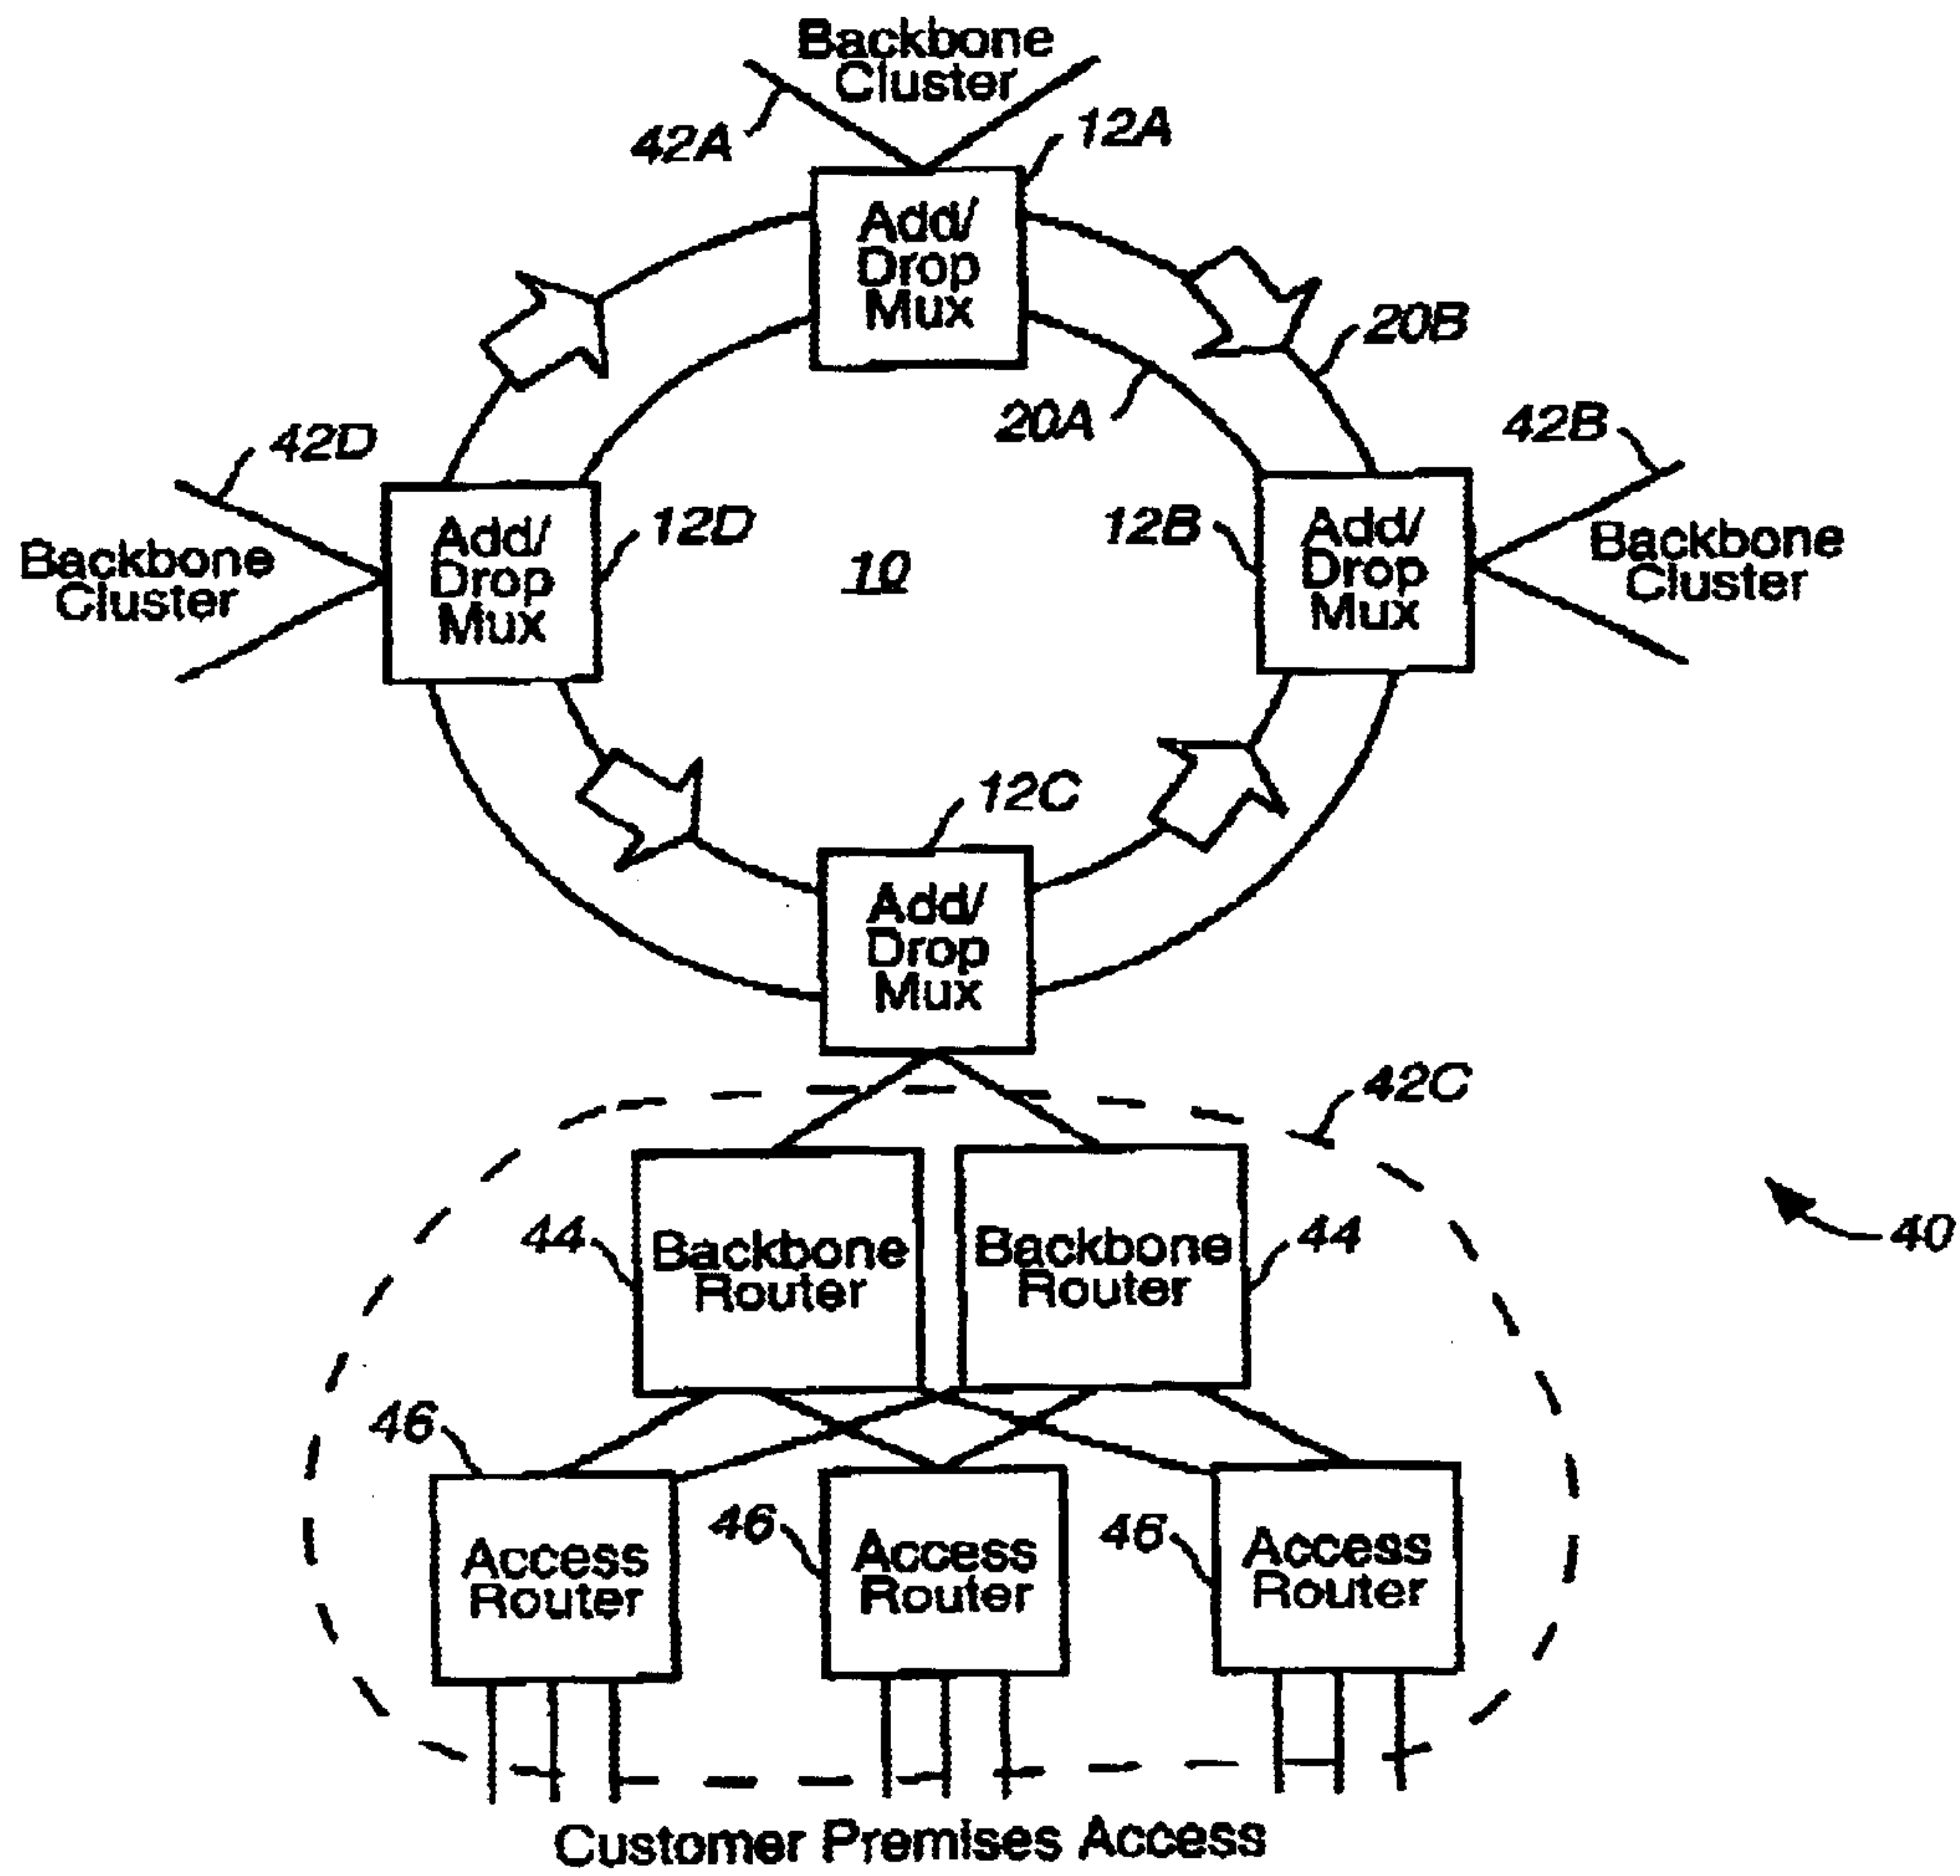 Backbone
Cluster
42A
12A
Add/
Drop
Mux
20B
20A
42D
42B
12D
12B
10
Backbone
Cluster
Add/
Drop
Mux
Add/
Drop
Mux
Backbone
Cluster
12C
Add/
Drop
Mux
42C
40
44
Backbone
Router
Backbone
Router
44
46
Access
Router
46
Access
Router
46
Access
Router
Customer Premises Access